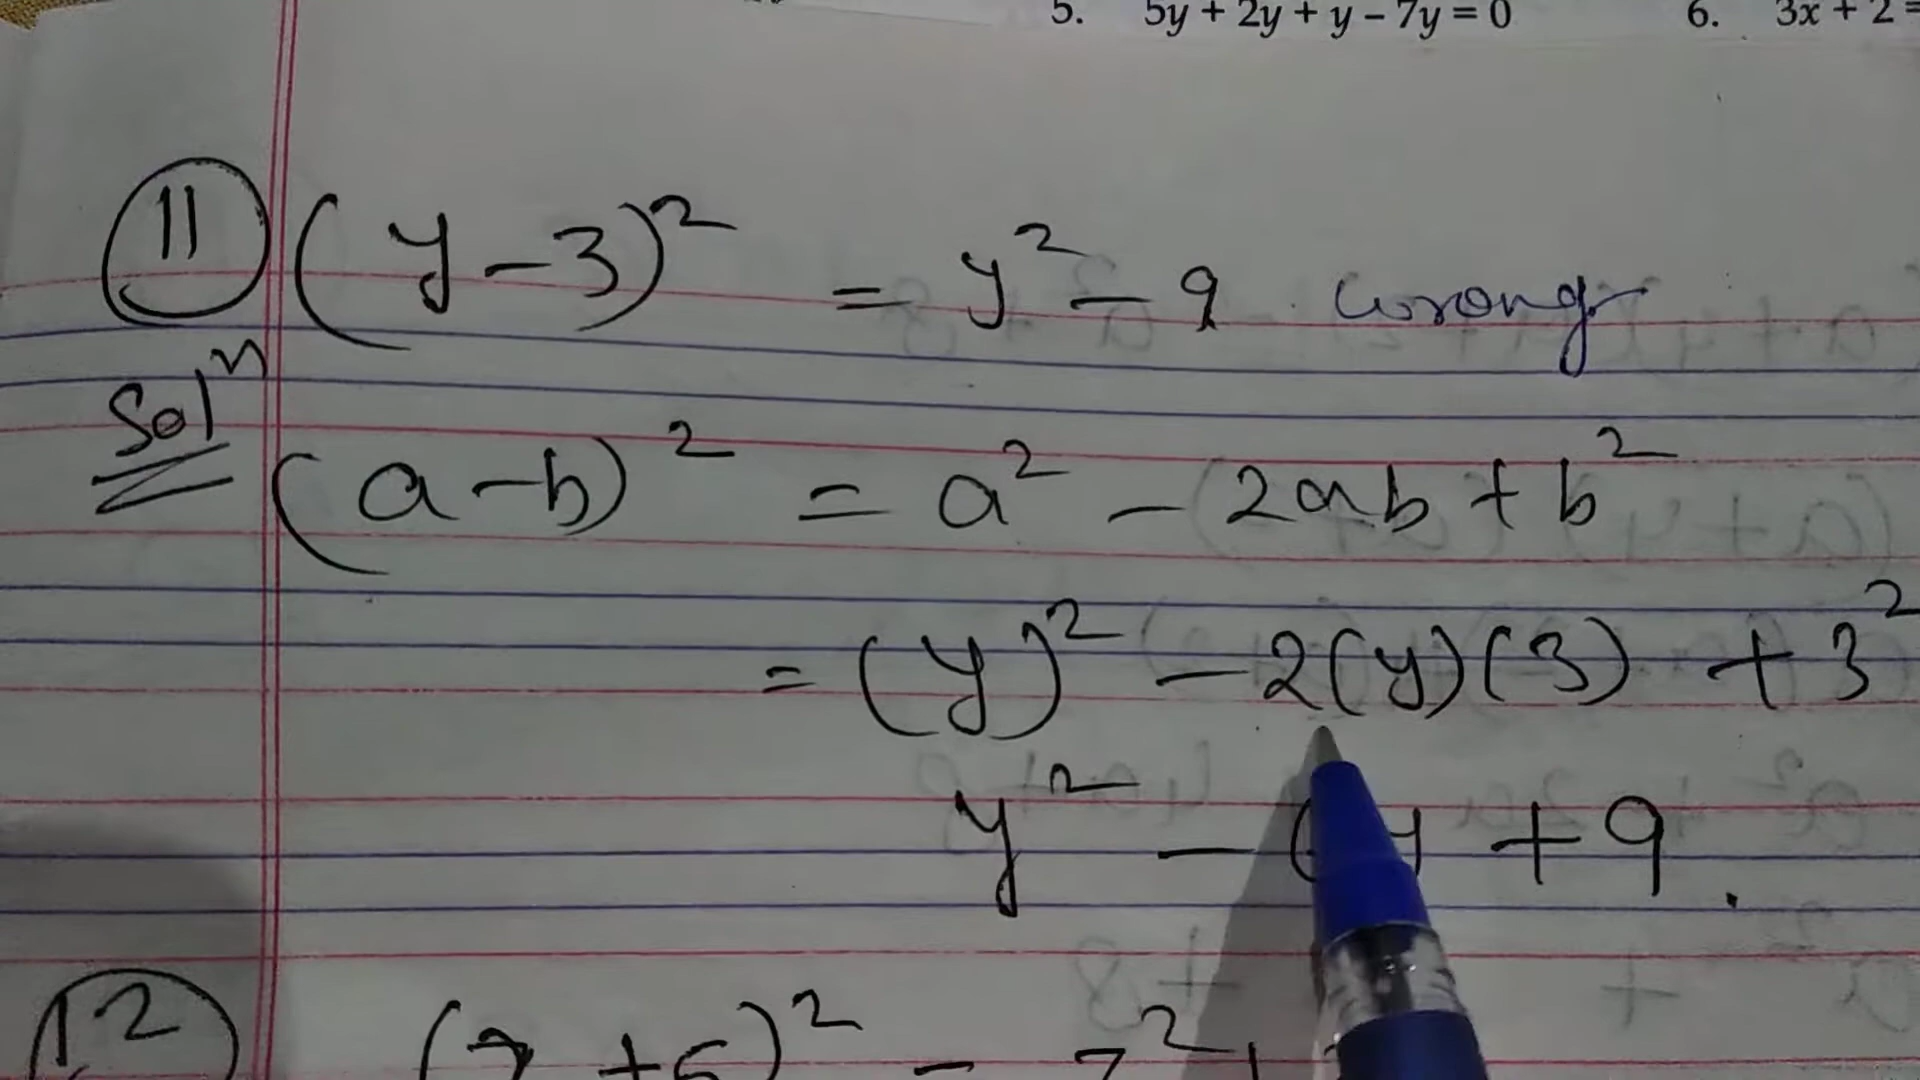 5. 5y + 2y + y – 7y = 0 6. 3x + 2 =
11 (y-3)² = y² - 9 wrong
Solⁿ
(a-b)² = a² - 2ab + b²
= (y)² - 2(y)(3) + 3²
y² - y + 9.
12